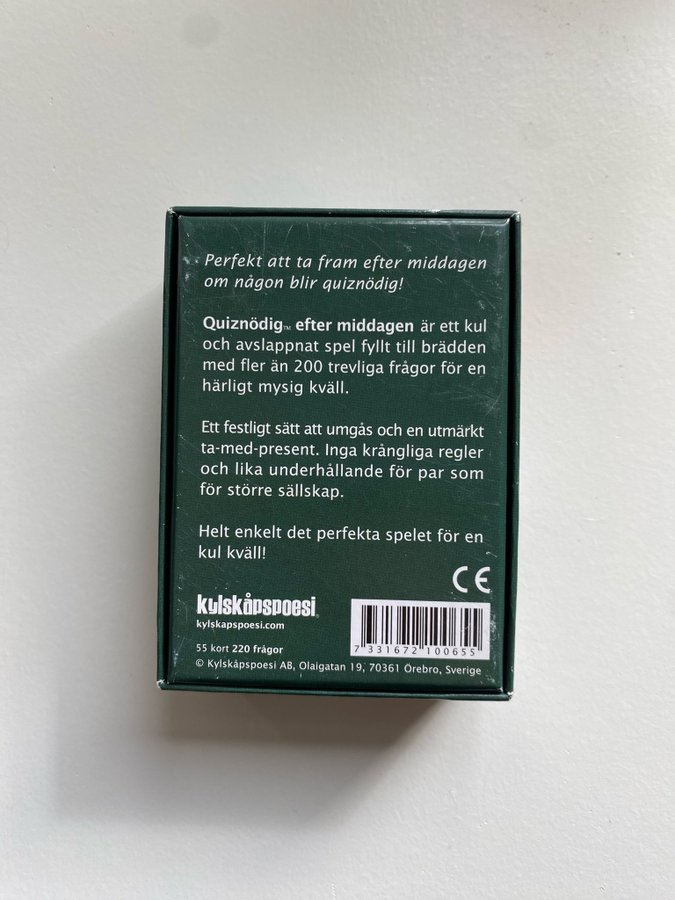 Perfekt att ta fram efter middagen
om någon blir quiznödig!
Quiznödig™ efter middagen är ett kul
och avslappnat spel fyllt till brädden
med fler än 200 trevliga frågor för en
härligt mysig kväll.
Ett festligt sätt att umgås och en utmärkt
ta-med-present. Inga krångliga regler
och lika underhållande för par som
för större sällskap.
Helt enkelt det perfekta spelet för en
kul kväll!
CE
kylskåpspoesi
kylskapspoesi.com
7 331672 100655
55 kort 220 frågor
© Kylskåpspoesi AB, Olaigatan 19, 70361 Örebro, Sverige